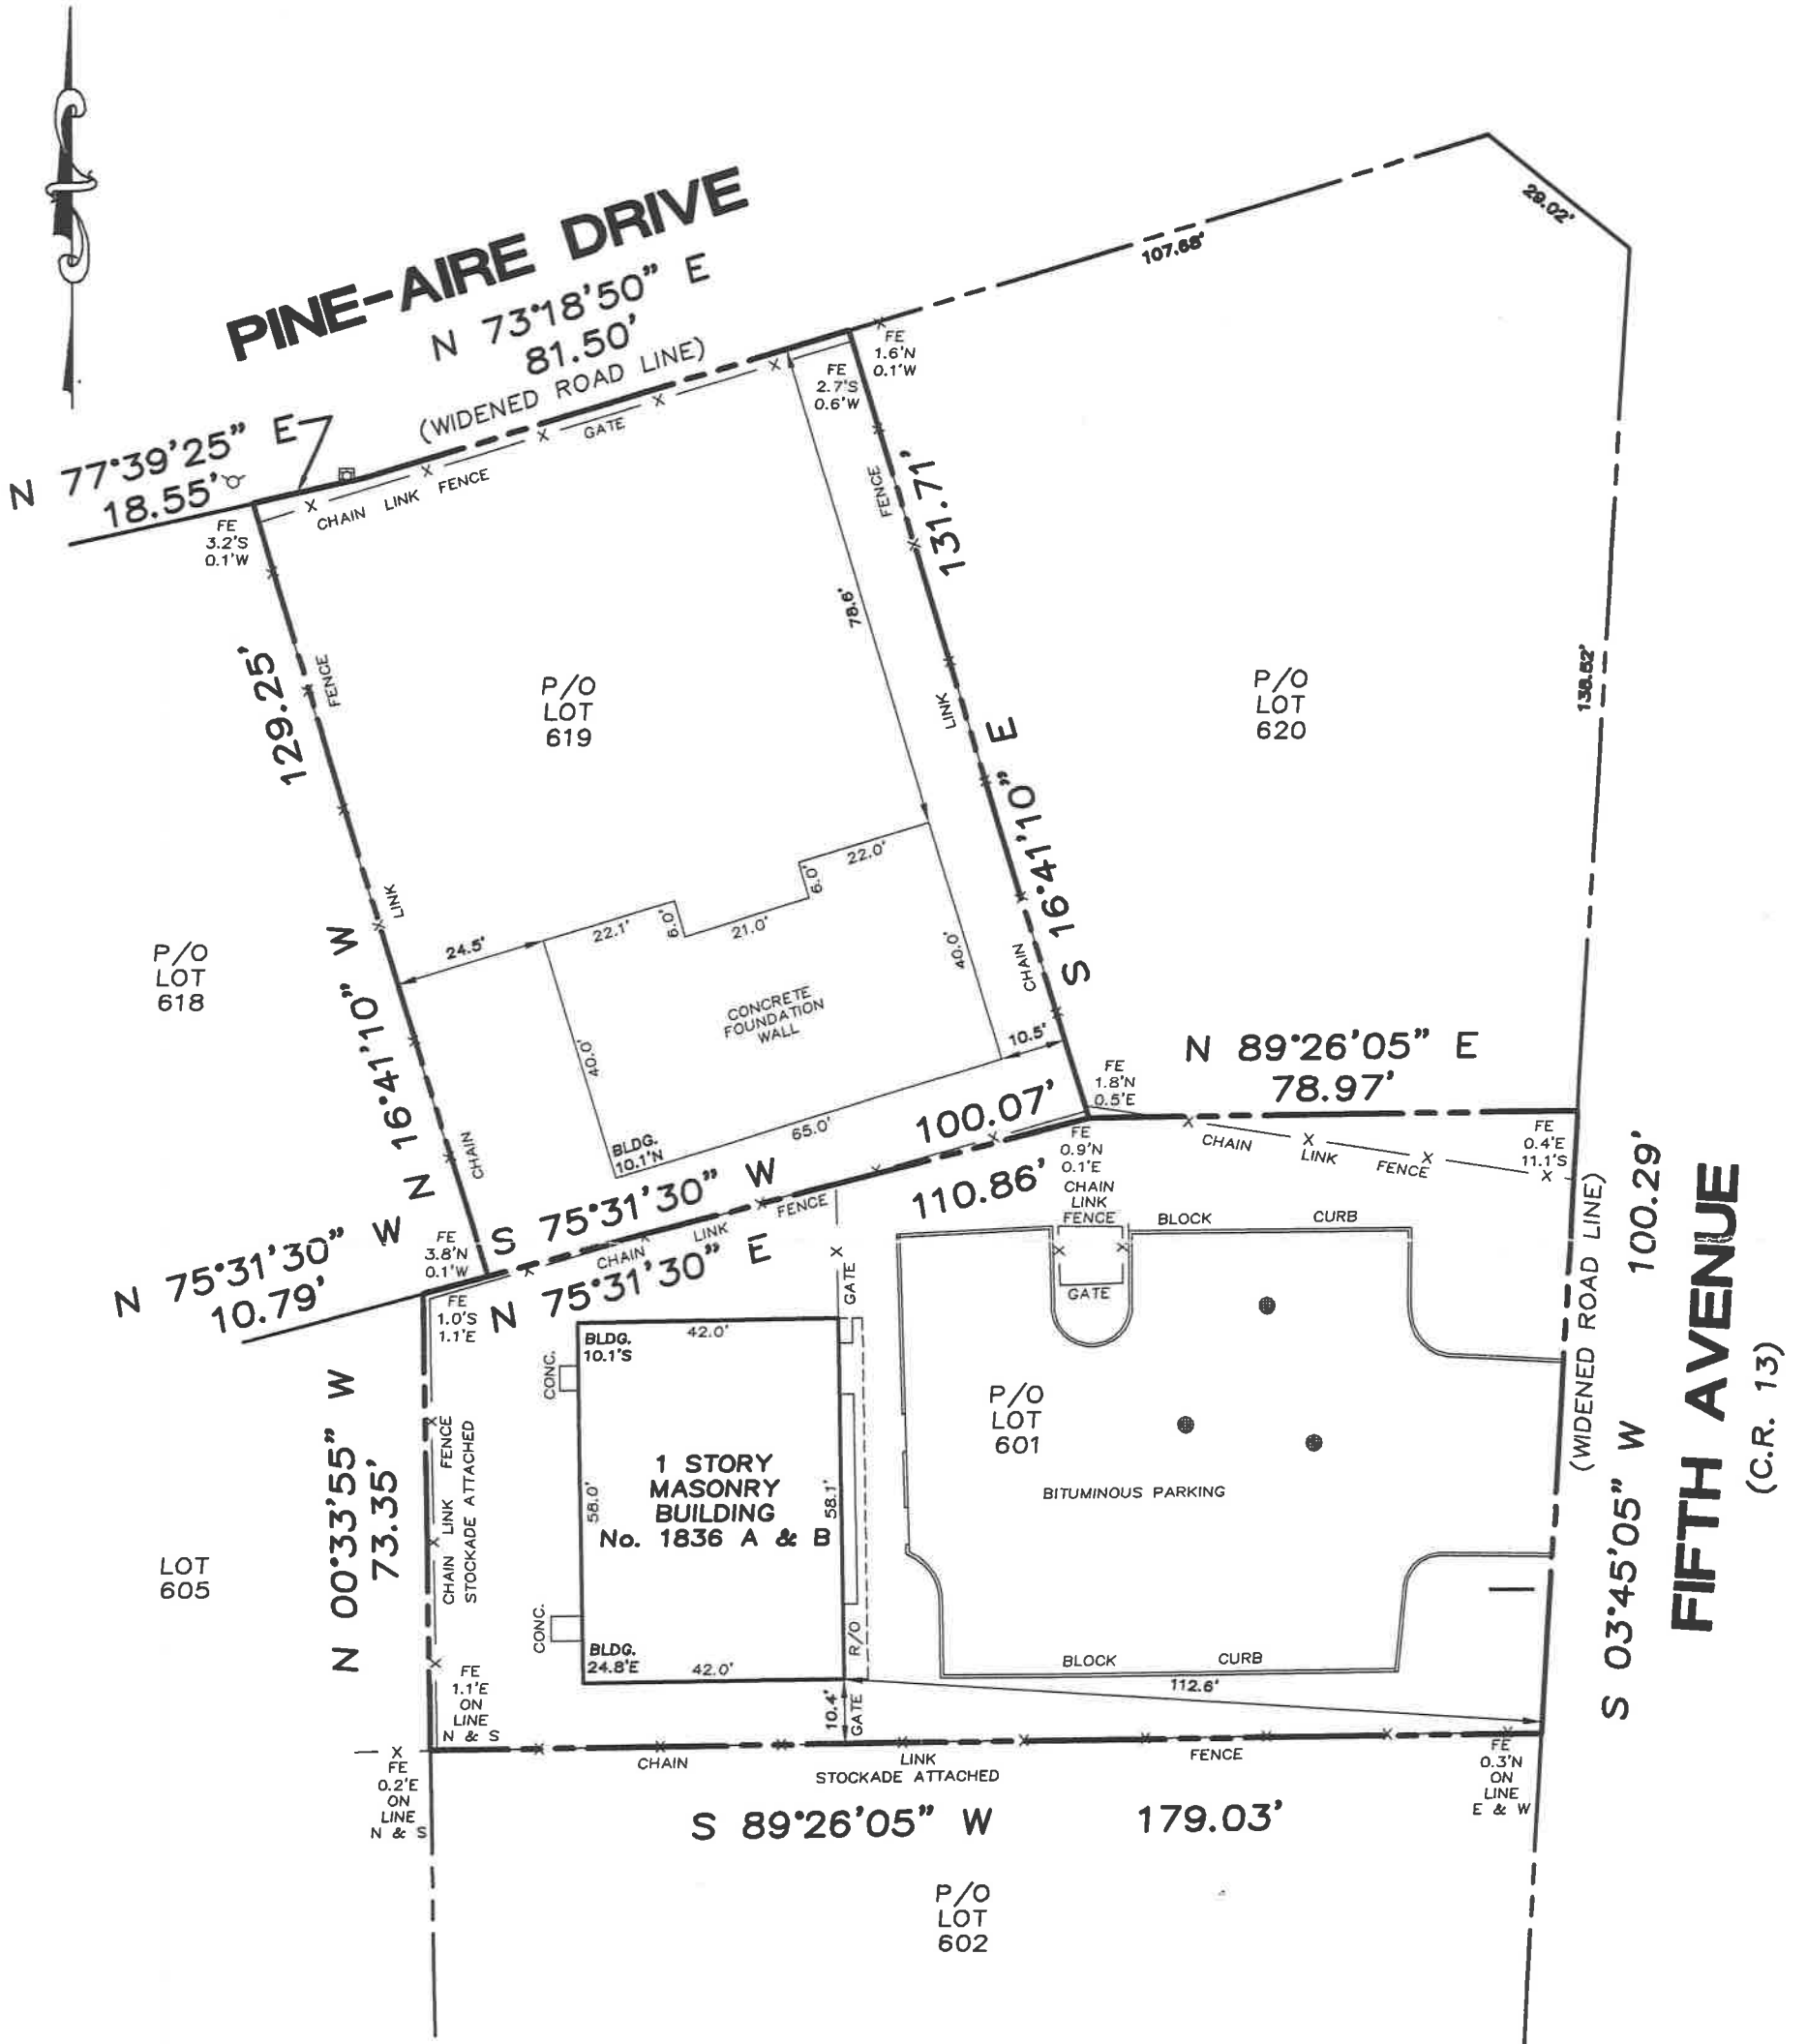 PINE-AIRE DRIVE
N 73°18'50" E
81.50'
(WIDENED ROAD LINE)
N 77°39'25" E
18.55'
29.02'
107.68'
FE
1.6'N
0.1'W
FE
2.7'S
0.6'W
GATE
CHAIN LINK FENCE
FE
3.2'S
0.1'W
FENCE
131.71'
78.6'
138.52'
FENCE
129.25'
P/O
LOT
619
P/O
LOT
620
LINK
S 16°41'10" E
LINK
22.0'
6.0'
22.1'
6.0'
21.0'
24.5'
40.0'
CHAIN
P/O
LOT
618
N 16°41'10" W
CONCRETE
FOUNDATION
WALL
40.0'
10.5'
N 89°26'05" E
78.97'
FE
1.8'N
0.5'E
100.07'
65.0'
BLDG.
10.1'N
CHAIN
S 75°31'30" W
FE
0.9'N
0.1'E
CHAIN
LINK
FENCE
GATE
CHAIN LINK FENCE
FE
0.4'E
11.1'S
110.86'
CHAIN LINK FENCE
N 75°31'30" E
N 75°31'30" W
10.79'
FE
3.8'N
0.1'W
FE
1.0'S
1.1'E
BLOCK CURB
GATE
BLDG.
10.1'S
42.0'
CONC.
(WIDENED ROAD LINE)
100.29'
FIFTH AVENUE
(C.R. 13)
S 03°45'05" W
P/O
LOT
601
BITUMINOUS PARKING
N 00°33'55" W
73.35'
CHAIN LINK FENCE
STOCKADE ATTACHED
58.0'
1 STORY
MASONRY
BUILDING
No. 1836 A & B
58.1'
LOT
605
CONC.
R/O
BLDG.
24.8'E
42.0'
BLOCK CURB
112.6'
10.4'
GATE
FE
1.1'E
ON
LINE
N & S
FE
0.2'E
ON
LINE
N & S
CHAIN LINK FENCE
STOCKADE ATTACHED
FE
0.3'N
ON
LINE
E & W
S 89°26'05" W 179.03'
P/O
LOT
602